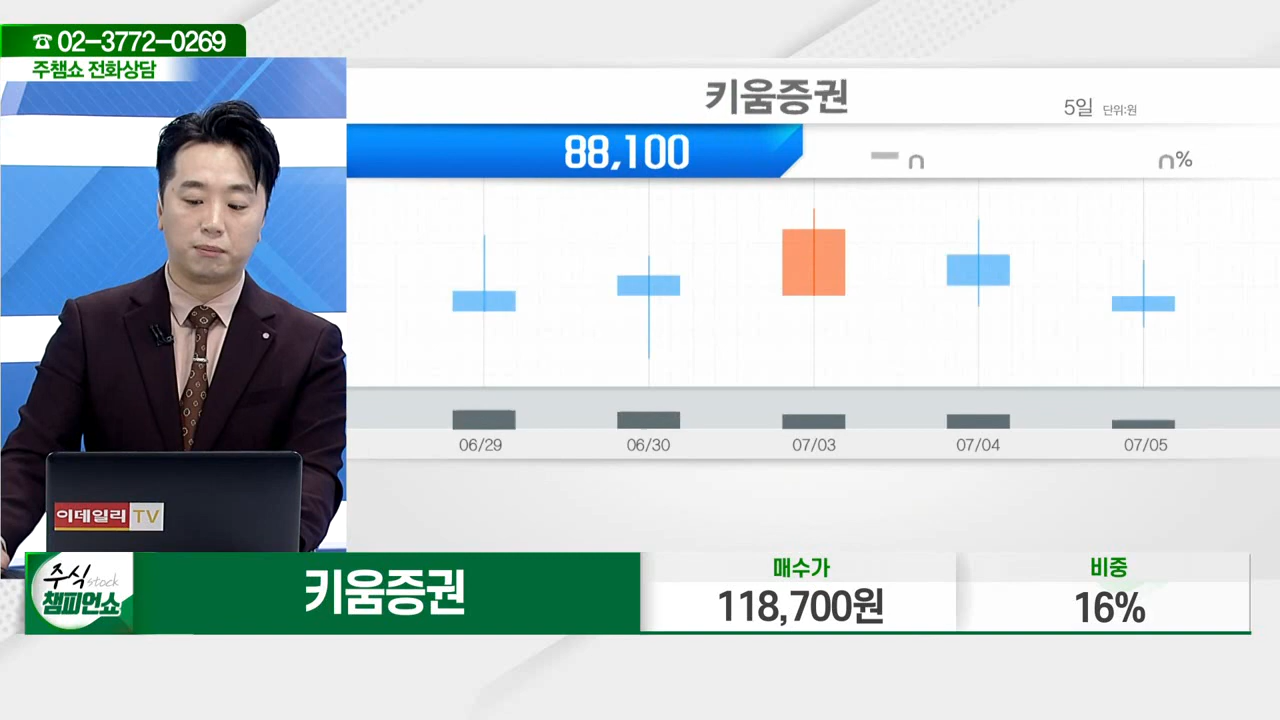 ☎ 02-3772-0269
주챔쇼 전화상담
키움증권
5일 단위:원
88,100
%
06/29 06/30 07/03 07/04 07/05
이데일리 TV
주식 stock
챔피언쇼
키움증권
매수가
118,700원
비중
16%